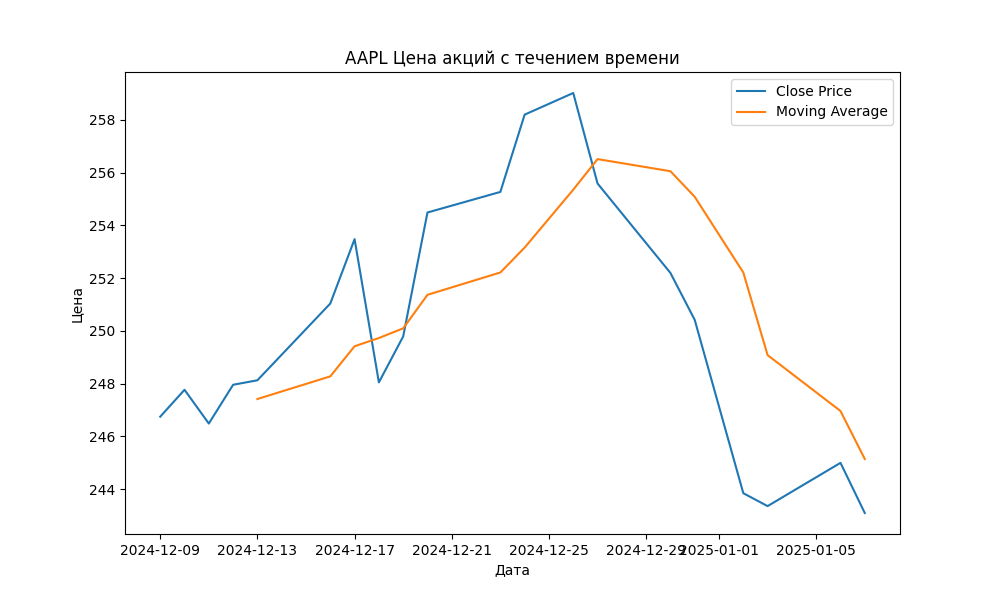 AAPL Цена акций с течением времени
Close Price
Moving Average
Цена
258
256
254
252
250
248
246
244
2024-12-09 2024-12-13 2024-12-17 2024-12-21 2024-12-25 2024-12-29 2025-01-01 2025-01-05
Дата